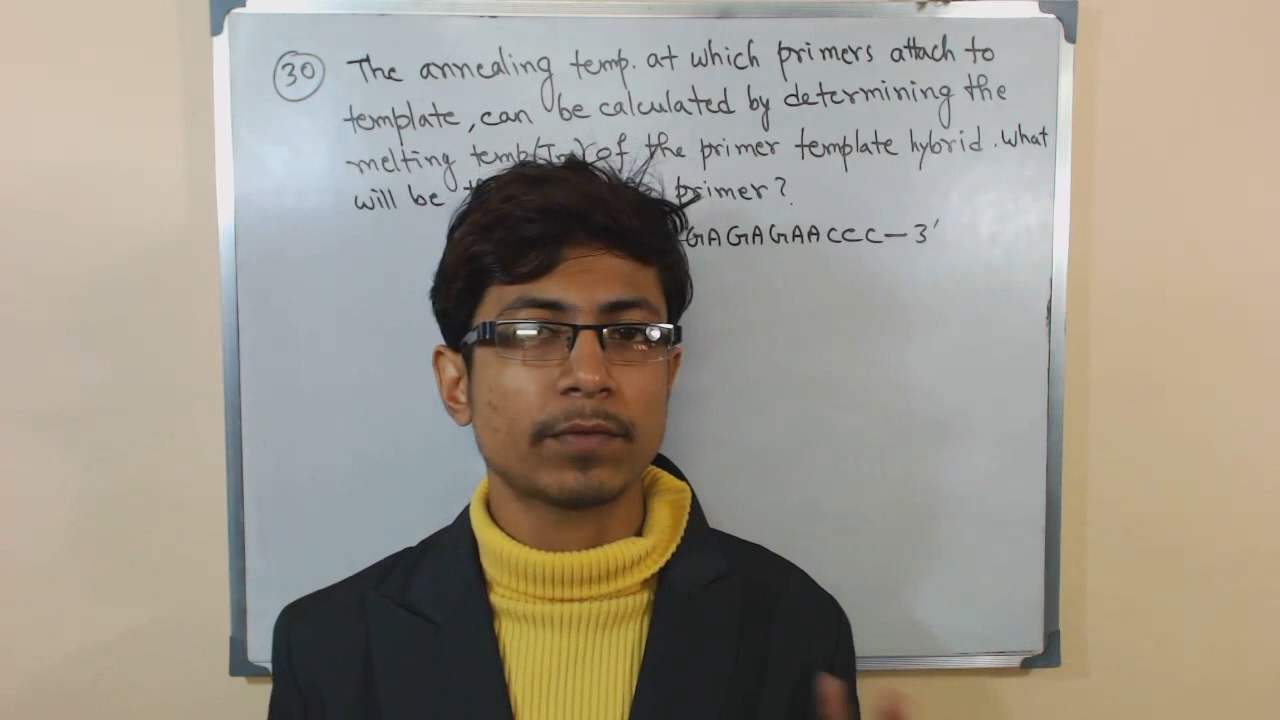 30 The annealing temp. at which primers attach to
template, can be calculated by determining the
melting temp(Tm) of the primer template hybrid. What
will be primer?
GAGAGAACCC-3'